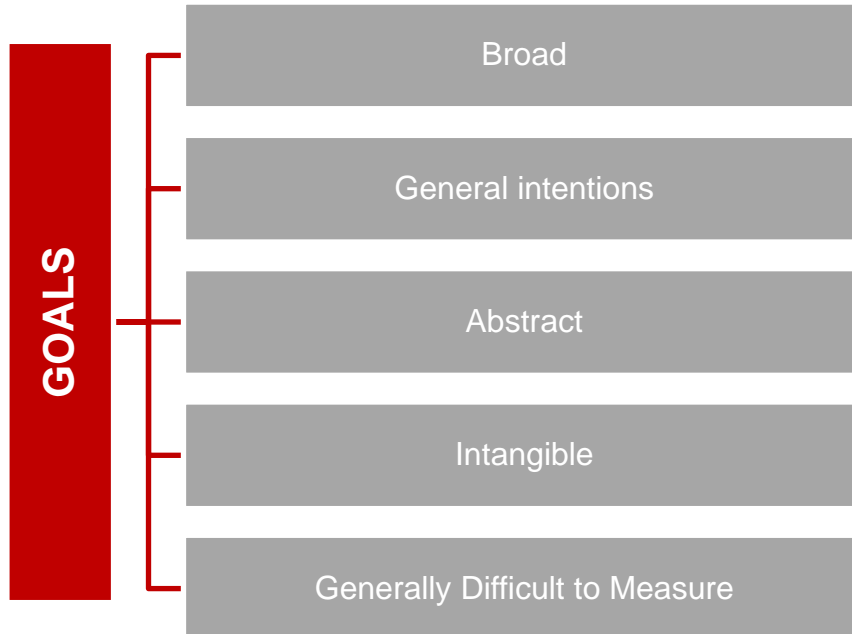 GOALS
Broad
General intentions
Abstract
Intangible
Generally Difficult to Measure